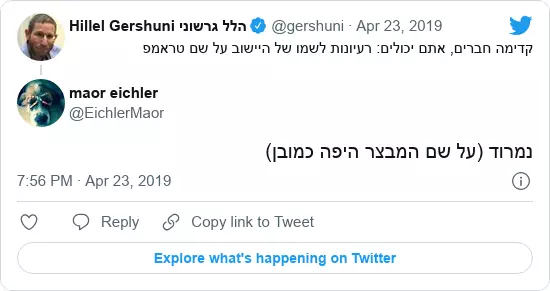 Hillel Gershuni הלל גרשוני @gershuni · Apr 23, 2019
קדימה חברים, אתם יכולים: רעיונות לשמו של היישוב על שם טראמפ
maor eichler
@EichlerMaor
נמרוד (על שם המבצר היפה כמובן)
7:56 PM · Apr 23, 2019
Reply
Copy link to Tweet
Explore what's happening on Twitter